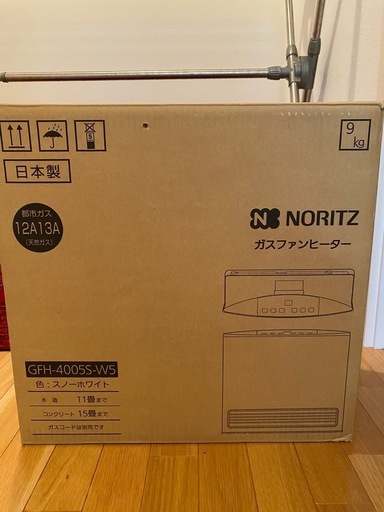 9
kg
日本製
都市ガス
12A13A
(天然ガス)
NORITZ
ガスファンヒーター
GFH-4005S-W5
色:スノーホワイト
木造 11畳まで
コンクリート 15畳まで
ガスコードは別売です